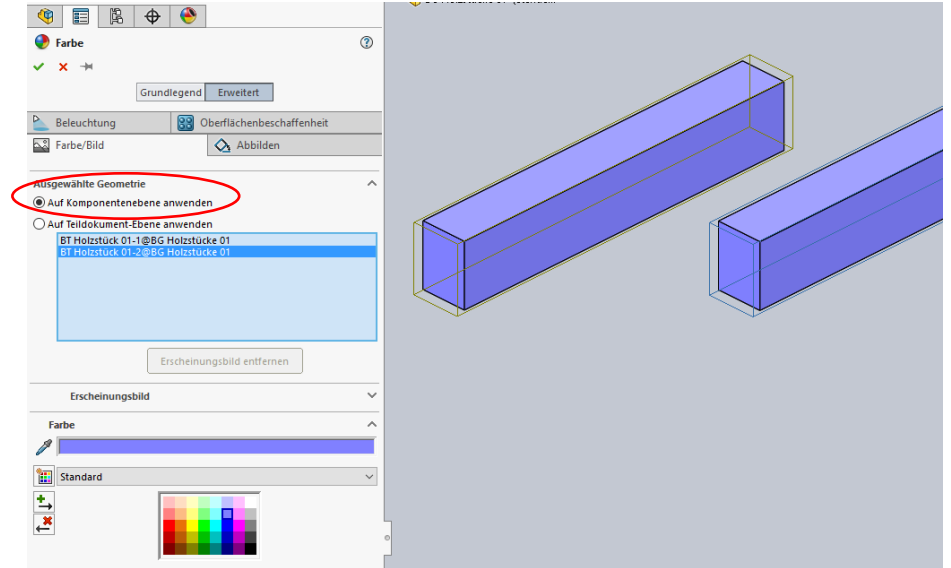 Farbe
Grundlegend Erweitert
Beleuchtung Oberflächenbeschaffenheit
Farbe/Bild Abbilden
Ausgewählte Geometrie
Auf Komponentenebene anwenden
Auf Teildokument-Ebene anwenden
BT Holzstück 01-1@BG Holzstücke 01
BT Holzstück 01-2@BG Holzstücke 01
Erscheinungsbild entfernen
Erscheinungsbild
Farbe
Standard